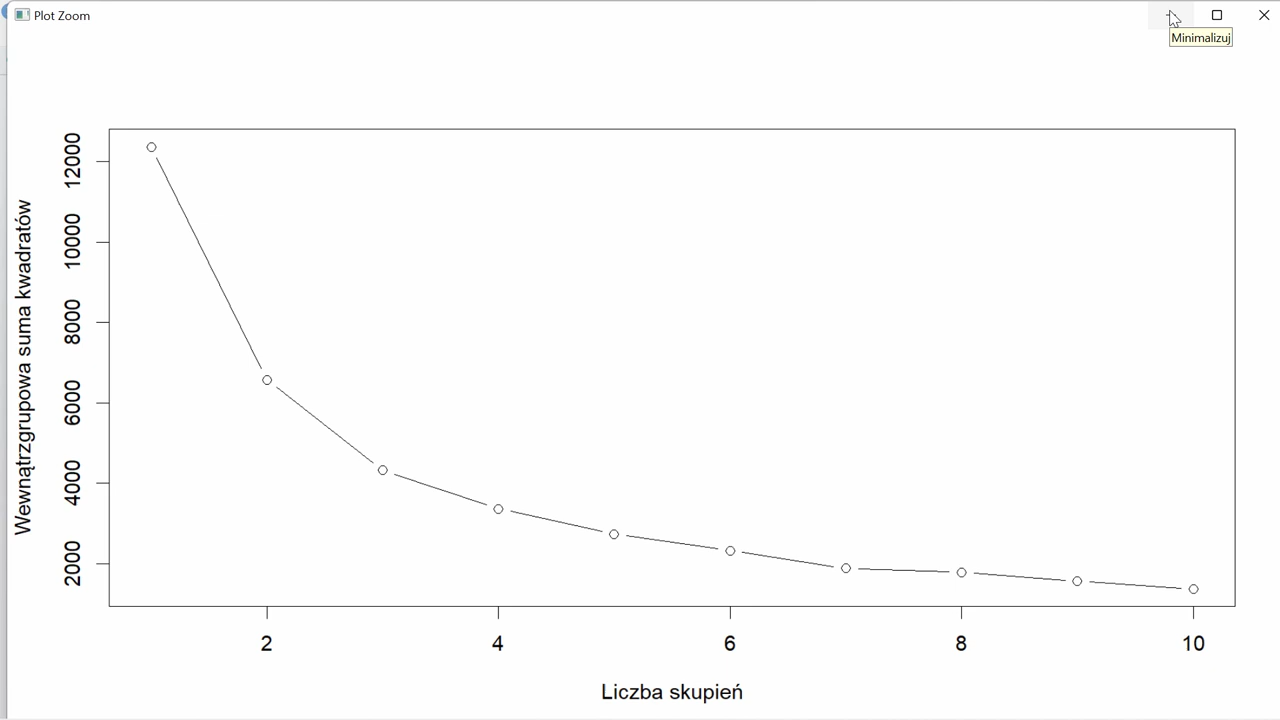 Plot Zoom
Minimalizuj
Wewnątrzgrupowa suma kwadratów
12000
10000
8000
6000
4000
2000
2 4 6 8 10
Liczba skupień